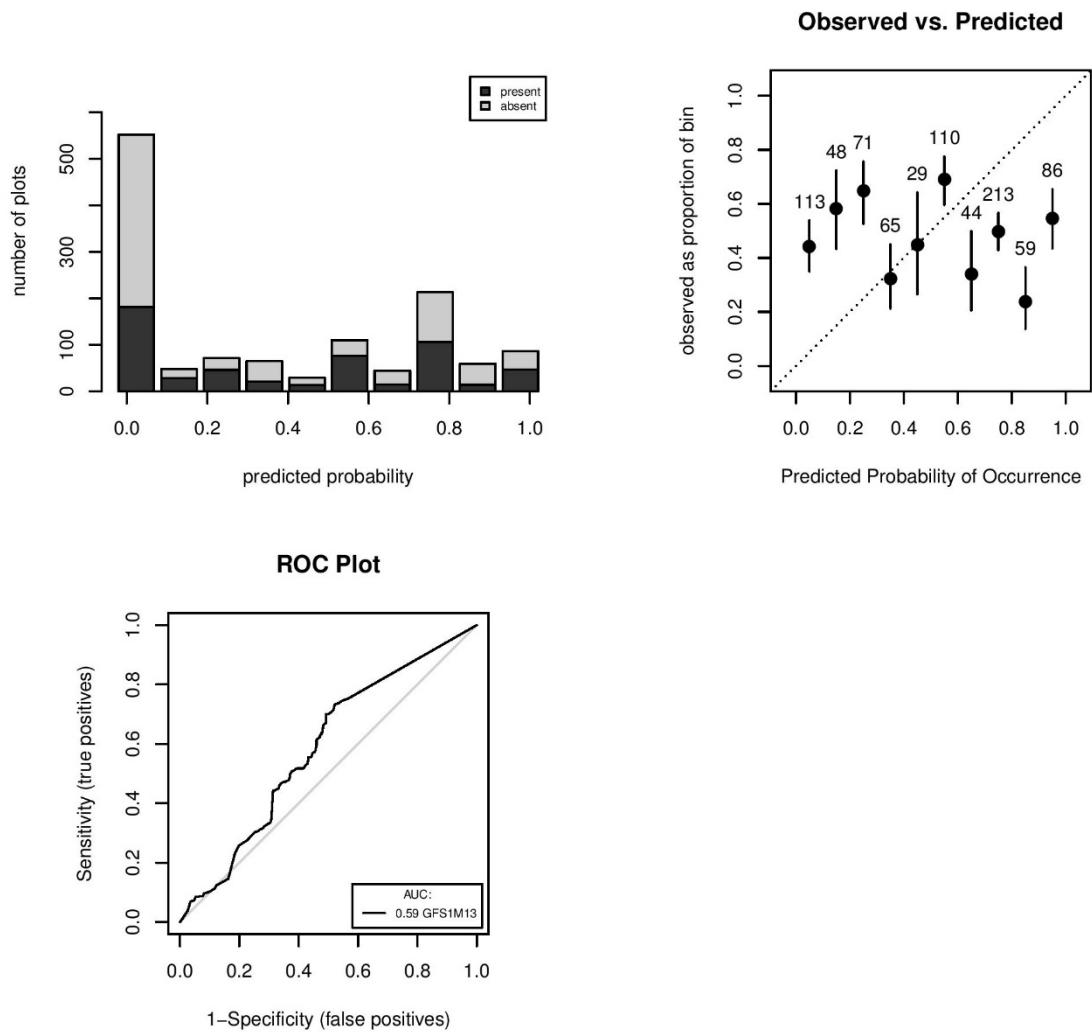 present
absent
number of plots
500
300
100
0
0.0 0.2 0.4 0.6 0.8 1.0
predicted probability
Observed vs. Predicted
observed as proportion of bin
1.0
0.8
0.6
0.4
0.2
0.0
113
48
71
65
29
110
44
213
59
86
0.0 0.2 0.4 0.6 0.8 1.0
Predicted Probability of Occurrence
ROC Plot
Sensitivity (true positives)
1.0
0.8
0.6
0.4
0.2
0.0
AUC:
0.59 GFS1M13
0.0 0.2 0.4 0.6 0.8 1.0
1−Specificity (false positives)